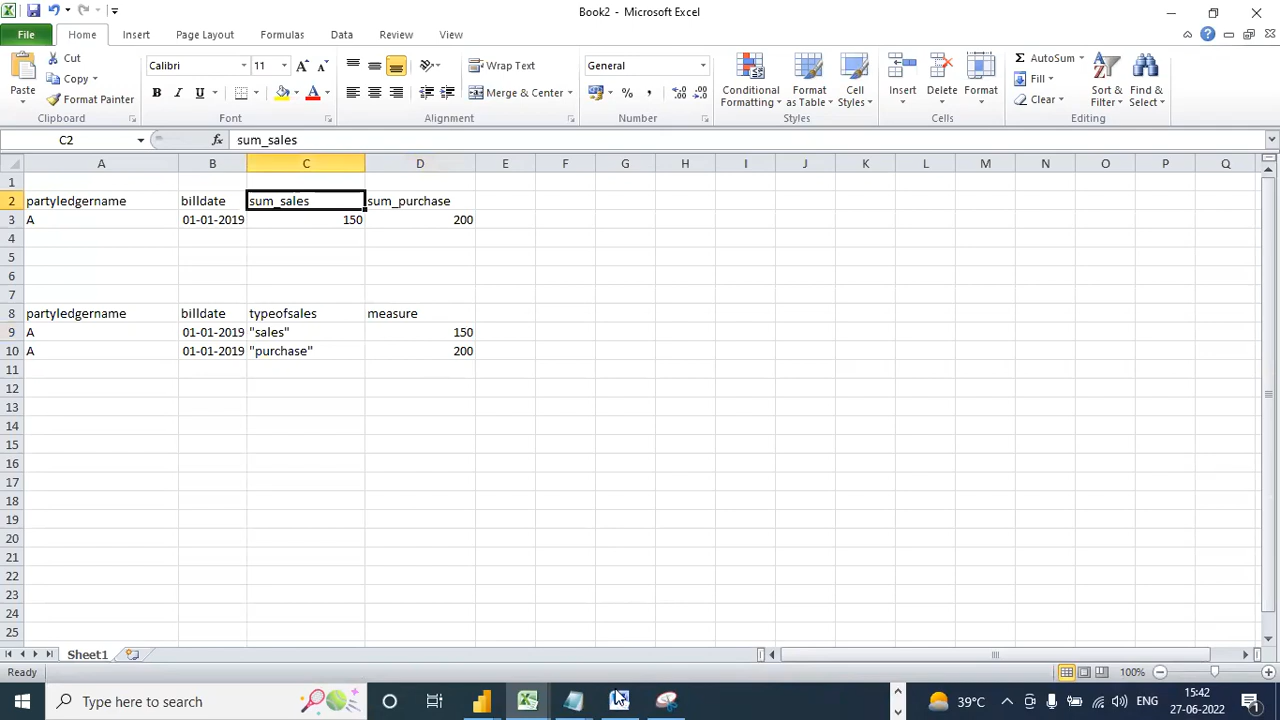 Book2 - Microsoft Excel
File Home Insert Page Layout Formulas Data Review View
Paste
Cut
Copy
Format Painter
Clipboard
Calibri 11
B I U
Font
Wrap Text
Merge & Center
Alignment
General
Number
Conditional Formatting
Format as Table
Cell Styles
Styles
Insert Delete Format
Cells
AutoSum
Fill
Clear
Sort & Filter
Find & Select
Editing
C2 fx sum_sales
A B C D E F G H I J K L M N O P Q
1
2 partyledgername billdate sum_sales sum_purchase
3 A 01-01-2019 150 200
4
5
6
7
8 partyledgername billdate typeofsales measure
9 A 01-01-2019 "sales" 150
10 A 01-01-2019 "purchase" 200
11
12
13
14
15
16
17
18
19
20
21
22
23
24
25
Sheet1
Ready 100%
Type here to search 39°C ENG 15:42
27-06-2022